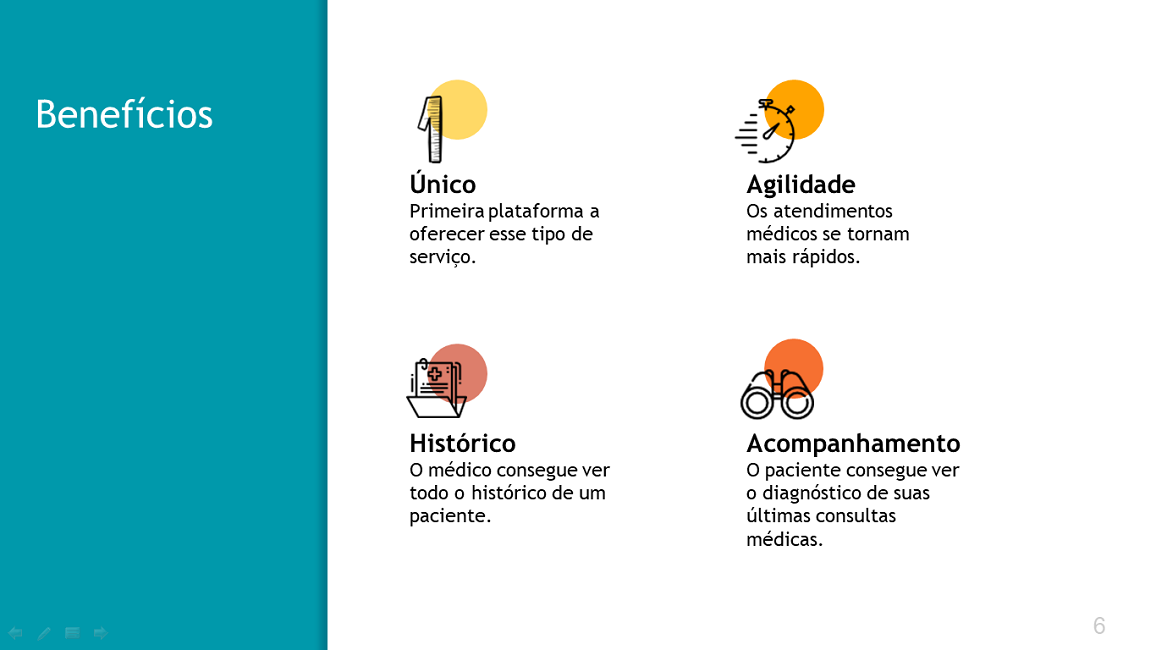 Benefícios
Único
Primeira plataforma a
oferecer esse tipo de
serviço.
Agilidade
Os atendimentos
médicos se tornam
mais rápidos.
Histórico
O médico consegue ver
todo o histórico de um
paciente.
Acompanhamento
O paciente consegue ver
o diagnóstico de suas
últimas consultas
médicas.
6